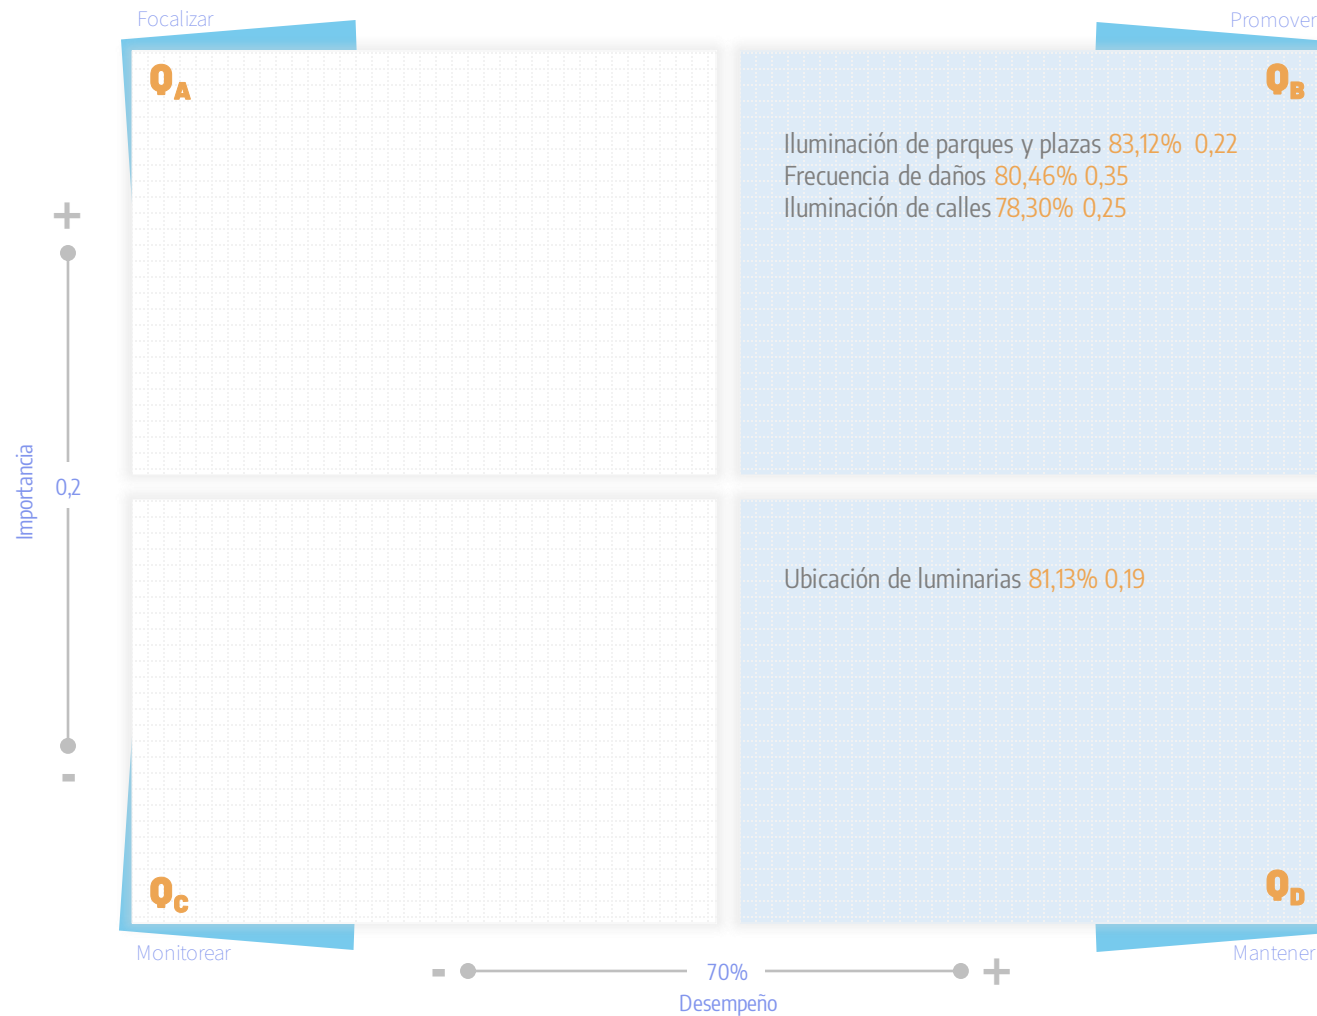 Focalizar
Promover
QA
QB
Iluminación de parques y plazas 83,12% 0,22
Frecuencia de daños 80,46% 0,35
Iluminación de calles 78,30% 0,25
+
Importancia
0,2
-
Ubicación de luminarias 81,13% 0,19
QC
QD
Monitorear
Mantener
- 70% +
Desempeño